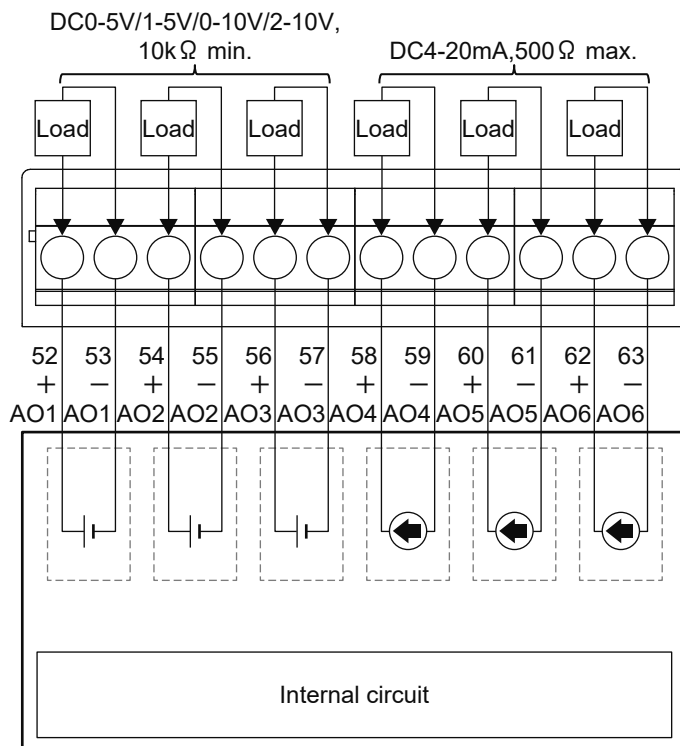 DC0-5V/1-5V/0-10V/2-10V,
10kΩ min.
DC4-20mA,500Ω max.
Load Load Load Load Load Load
52 53 54 55 56 57 58 59 60 61 62 63
+ − + − + − + − + − + −
AO1 AO1 AO2 AO2 AO3 AO3 AO4 AO4 AO5 AO5 AO6 AO6
Internal circuit